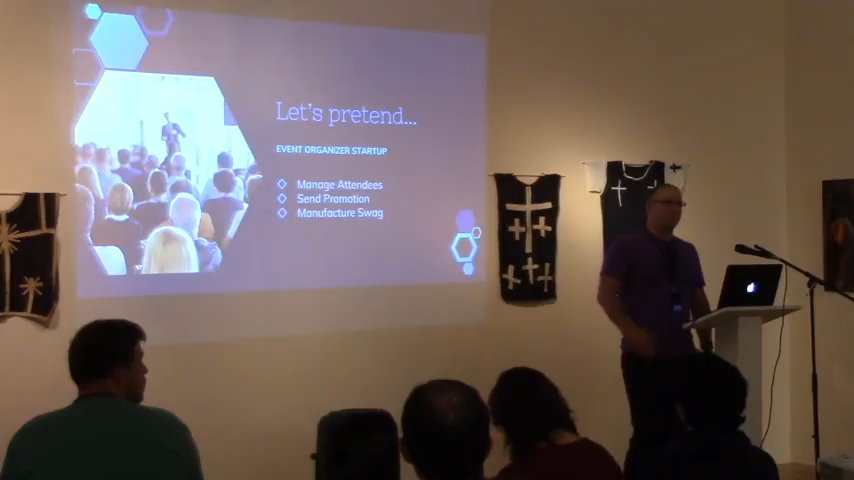 Let's pretend...
EVENT ORGANIZER STARTUP
Manage Attendees
Send Promotion
Manufacture Swag